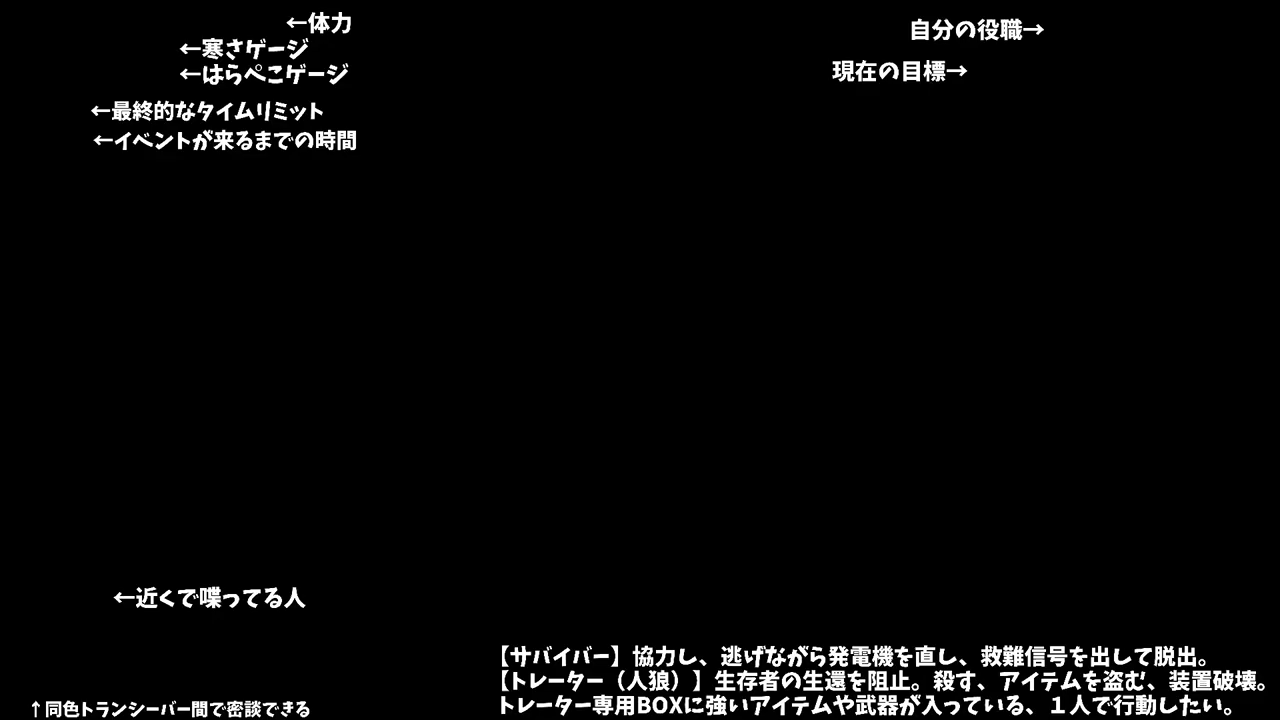 ←体力
自分の役職→
←寒さゲージ
←はらぺこゲージ
現在の目標→
←最終的なタイムリミット
←イベントが来るまでの時間
←近くで喋ってる人
【サバイバー】協力し、逃げながら発電機を直し、救難信号を出して脱出。
【トレーター（人狼）】生存者の生還を阻止。殺す、アイテムを盗む、装置破壊。
トレーター専用BOXに強いアイテムや武器が入っている、１人で行動したい。
↑同色トランシーバー間で密談できる